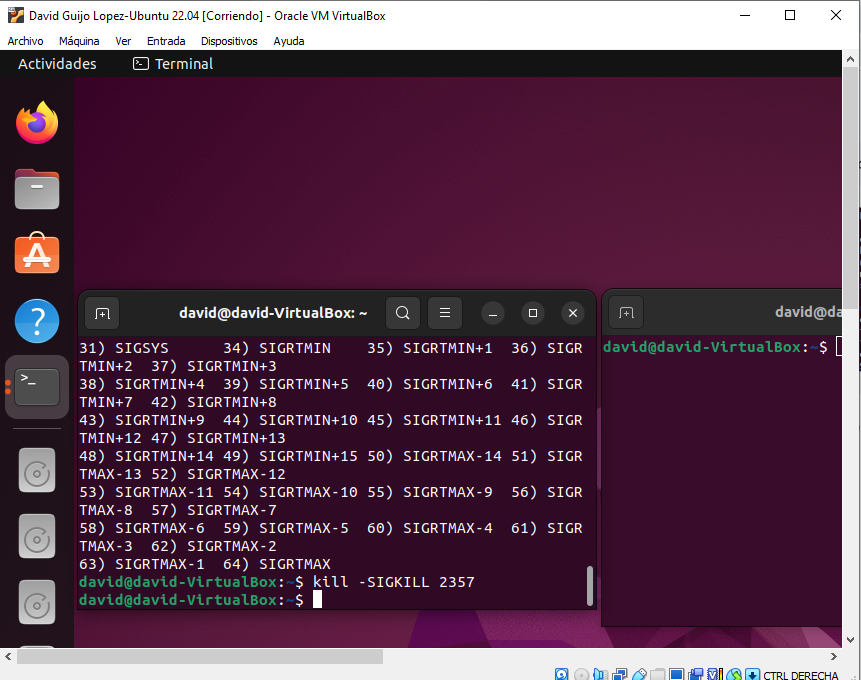 David Guijo Lopez-Ubuntu 22.04 [Corriendo] - Oracle VM VirtualBox
Archivo Máquina Ver Entrada Dispositivos Ayuda
Actividades Terminal
david@david-VirtualBox: ~
31) SIGSYS 34) SIGRTMIN 35) SIGRTMIN+1 36) SIGR
TMIN+2 37) SIGRTMIN+3
38) SIGRTMIN+4 39) SIGRTMIN+5 40) SIGRTMIN+6 41) SIGR
TMIN+7 42) SIGRTMIN+8
43) SIGRTMIN+9 44) SIGRTMIN+10 45) SIGRTMIN+11 46) SIGR
TMIN+12 47) SIGRTMIN+13
48) SIGRTMIN+14 49) SIGRTMIN+15 50) SIGRTMAX-14 51) SIGR
TMAX-13 52) SIGRTMAX-12
53) SIGRTMAX-11 54) SIGRTMAX-10 55) SIGRTMAX-9 56) SIGR
TMAX-8 57) SIGRTMAX-7
58) SIGRTMAX-6 59) SIGRTMAX-5 60) SIGRTMAX-4 61) SIGR
TMAX-3 62) SIGRTMAX-2
63) SIGRTMAX-1 64) SIGRTMAX
david@david-VirtualBox:~$ kill -SIGKILL 2357
david@david-VirtualBox:~$
david@da
david@david-VirtualBox:~$
CTRL DERECHA